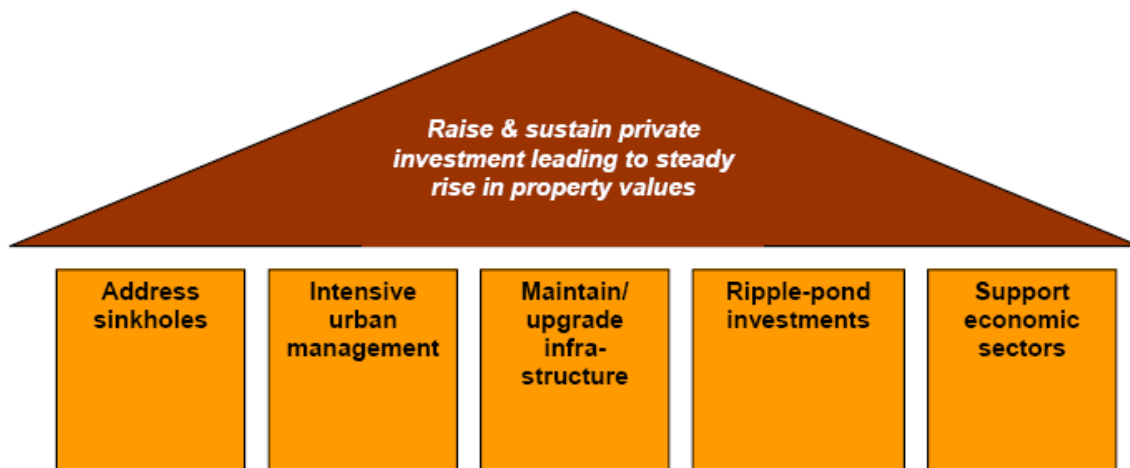 Raise & sustain private
investment leading to steady
rise in property values
Address
sinkholes
Intensive
urban
management
Maintain/
upgrade
infra-
structure
Ripple-pond
investments
Support
economic
sectors